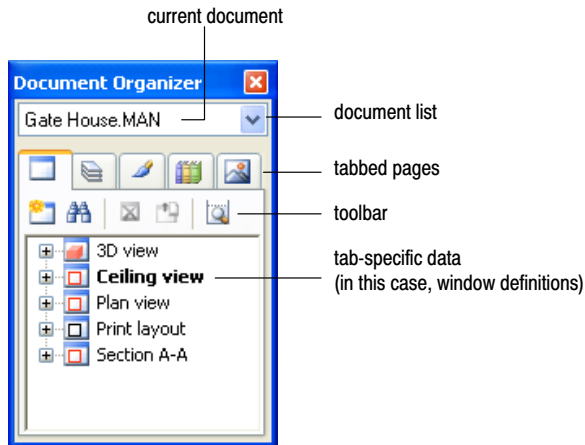 current document
Document Organizer
Gate House.MAN
document list
tabbed pages
toolbar
3D view
Ceiling view
Plan view
Print layout
Section A-A
tab-specific data
(in this case, window definitions)